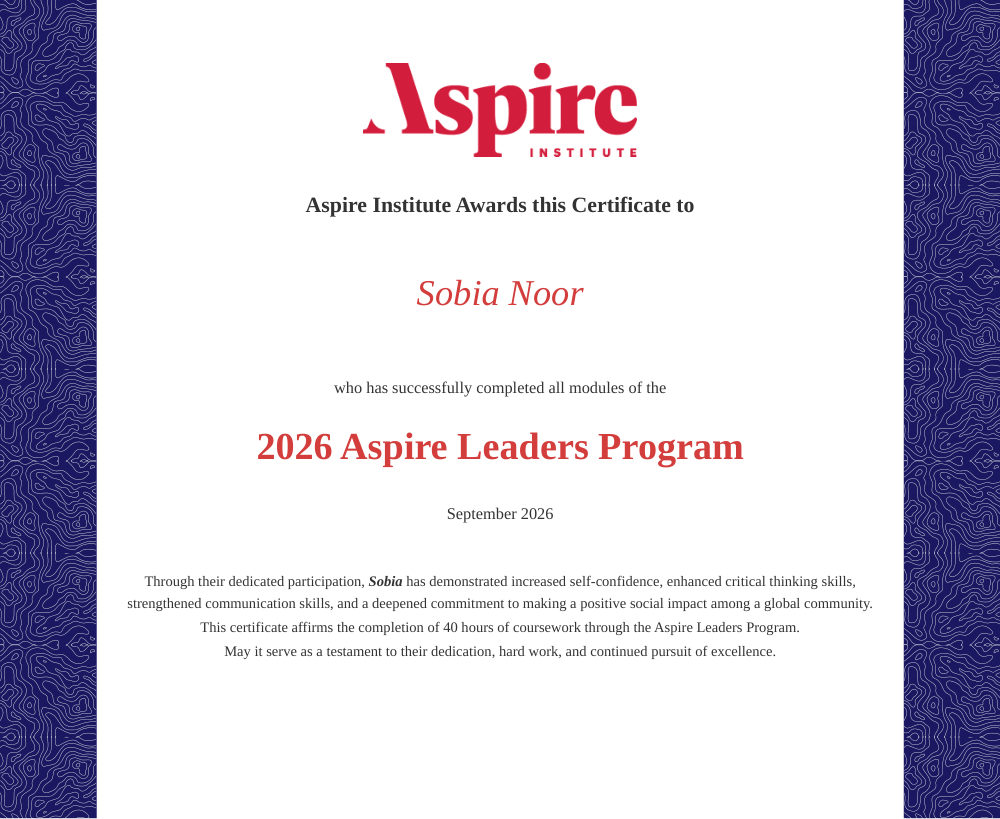 Aspire
INSTITUTE
Aspire Institute Awards this Certificate to
Sobia Noor
who has successfully completed all modules of the
2026 Aspire Leaders Program
September 2026
Through their dedicated participation, Sobia has demonstrated increased self-confidence, enhanced critical thinking skills,
strengthened communication skills, and a deepened commitment to making a positive social impact among a global community.
This certificate affirms the completion of 40 hours of coursework through the Aspire Leaders Program.
May it serve as a testament to their dedication, hard work, and continued pursuit of excellence.